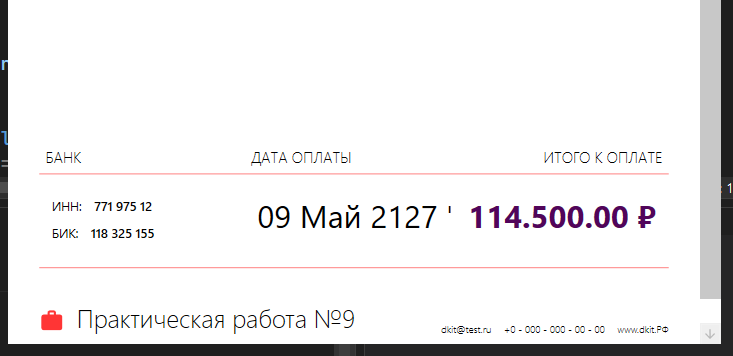 БАНК ДАТА ОПЛАТЫ ИТОГО К ОПЛАТЕ
ИНН: 771 975 12
09 Май 2127 ' 114.500.00 ₽
БИК: 118 325 155
Практическая работа №9
dkit@test.ru +0 - 000 - 000 - 00 - 00 www.dkit.РФ